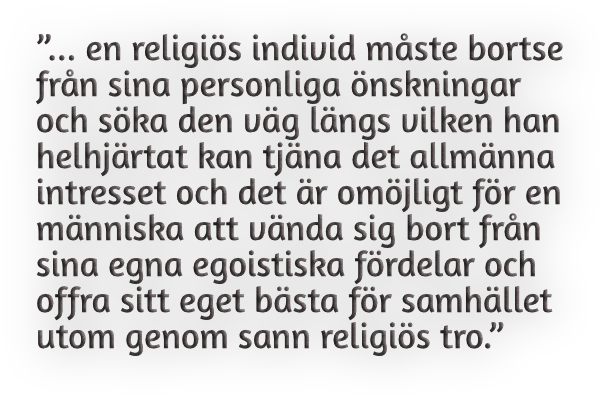 ”... en religiös individ måste bortse
från sina personliga önskningar
och söka den väg längs vilken han
helhjärtat kan tjäna det allmänna
intresset och det är omöjligt för en
människa att vända sig bort från
sina egna egoistiska fördelar och
offra sitt eget bästa för samhället
utom genom sann religiös tro.”